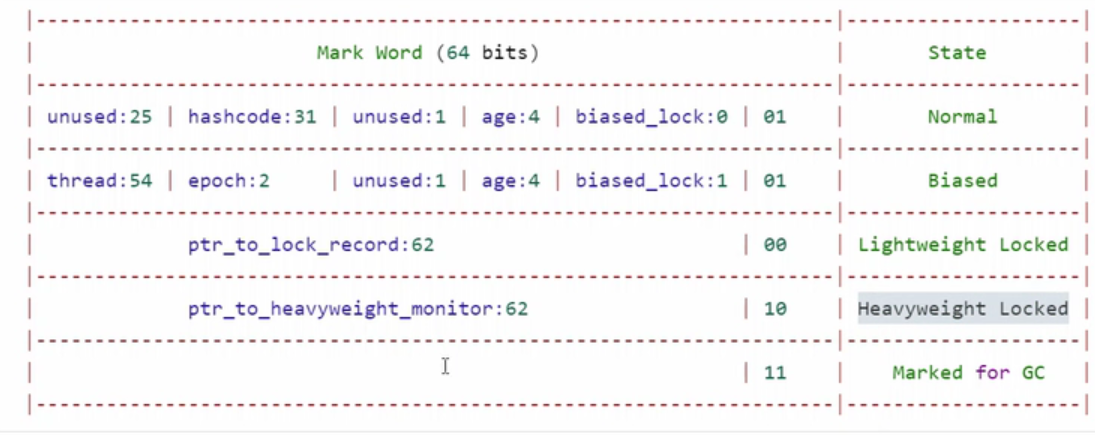 |--------------------------------------------------------------------|--------------------|
| Mark Word (64 bits) | State |
|--------------------------------------------------------------------|--------------------|
| unused:25 | hashcode:31 | unused:1 | age:4 | biased_lock:0 | 01 | Normal |
|--------------------------------------------------------------------|--------------------|
| thread:54 | epoch:2 | unused:1 | age:4 | biased_lock:1 | 01 | Biased |
|--------------------------------------------------------------------|--------------------|
| ptr_to_lock_record:62 | 00 | Lightweight Locked |
|--------------------------------------------------------------------|--------------------|
| ptr_to_heavyweight_monitor:62 | 10 | Heavyweight Locked |
|--------------------------------------------------------------------|--------------------|
| | 11 | Marked for GC |
|--------------------------------------------------------------------|--------------------|